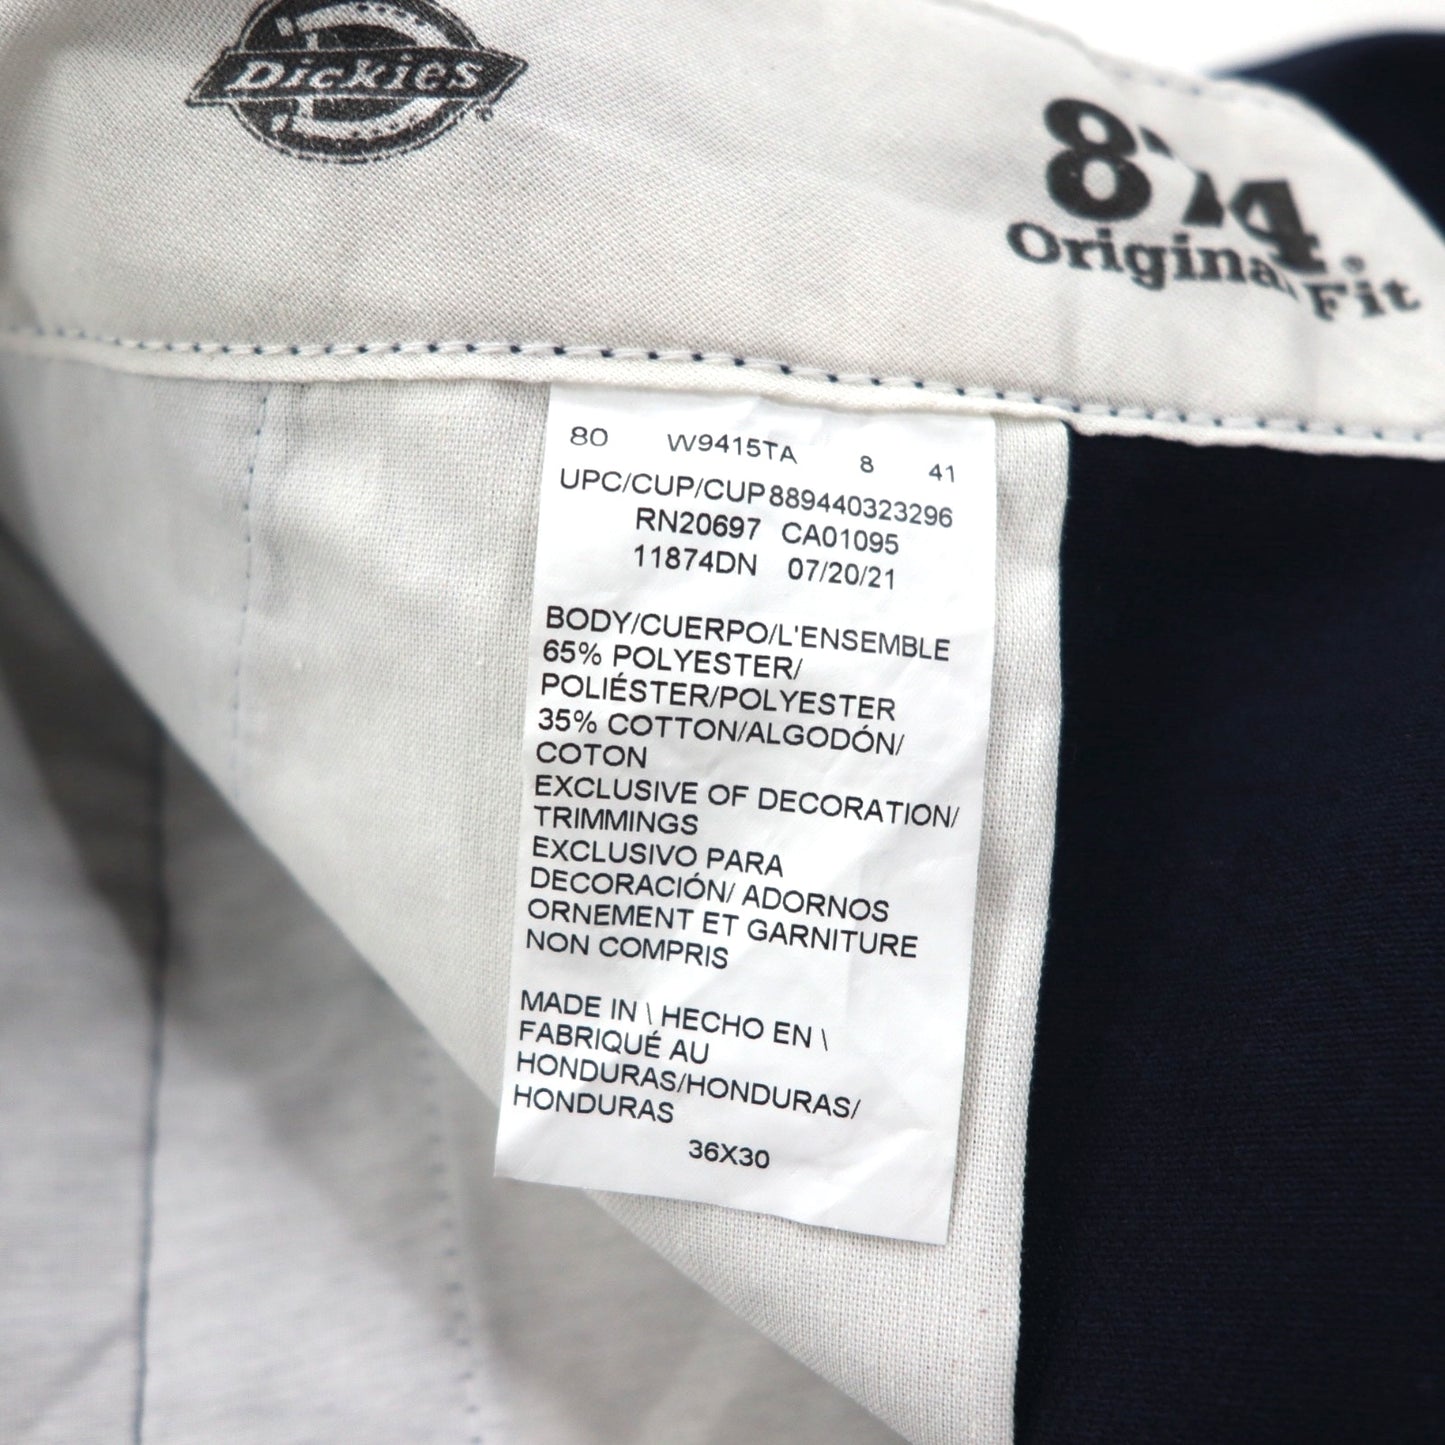 Dickies
874
Original Fit
80 W9415TA 8 41
UPC/CUP/CUP889440323296
RN20697 CA01095
11874DN 07/20/21
BODY/CUERPO/L'ENSEMBLE
65% POLYESTER/
POLIÉSTER/POLYESTER
35% COTTON/ALGODÓN/
COTON
EXCLUSIVE OF DECORATION/
TRIMMINGS
EXCLUSIVO PARA
DECORACIÓN/ ADORNOS
ORNEMENT ET GARNITURE
NON COMPRIS
MADE IN \ HECHO EN \
FABRIQUÉ AU
HONDURAS/HONDURAS/
HONDURAS
36X30